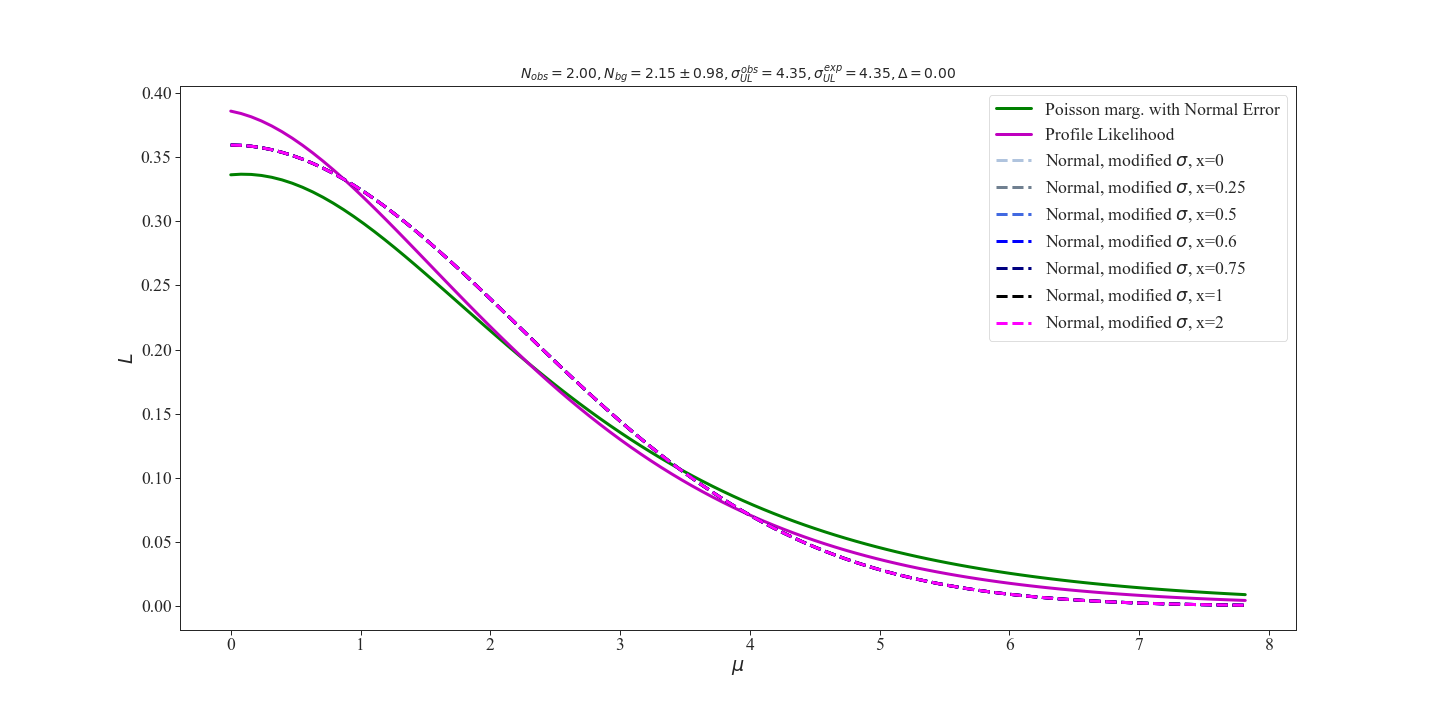 N_obs = 2.00, N_bg = 2.15 ± 0.98, σ_UL^obs = 4.35, σ_UL^exp = 4.35, Δ = 0.00
0.40
0.35
0.30
0.25
0.20
0.15
0.10
0.05
0.00
L
Poisson marg. with Normal Error
Profile Likelihood
Normal, modified σ, x=0
Normal, modified σ, x=0.25
Normal, modified σ, x=0.5
Normal, modified σ, x=0.6
Normal, modified σ, x=0.75
Normal, modified σ, x=1
Normal, modified σ, x=2
0 1 2 3 4 5 6 7 8
μ